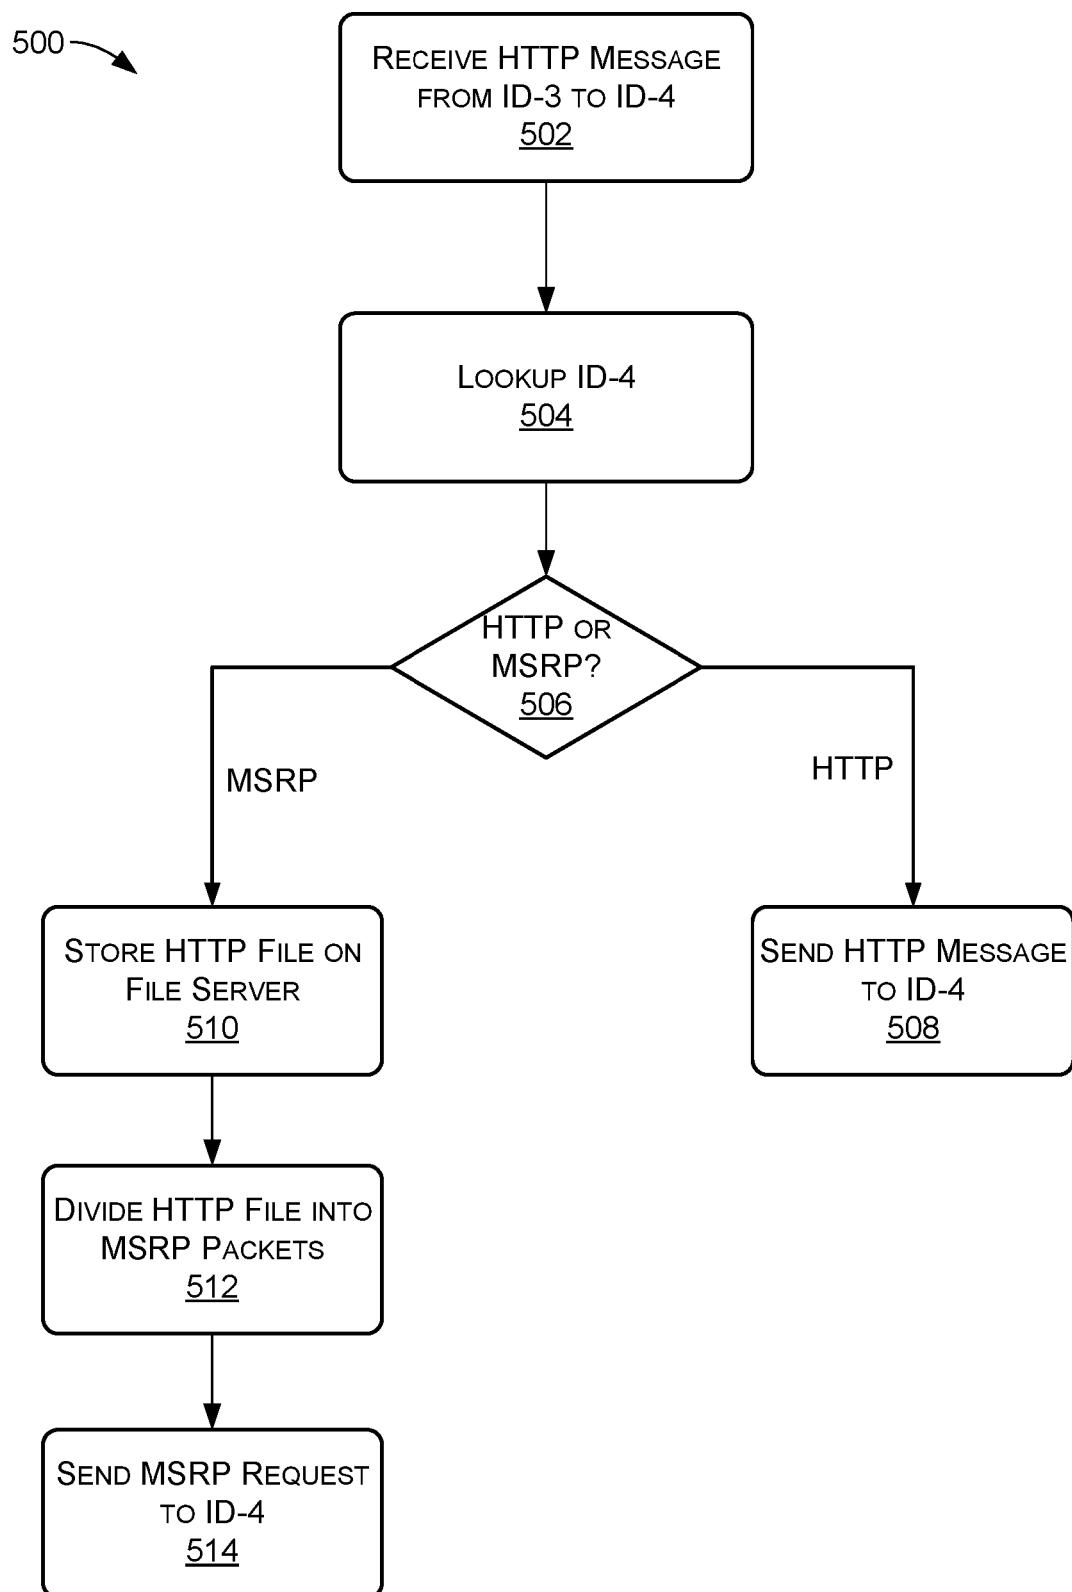 500
RECEIVE HTTP MESSAGE
FROM ID-3 TO ID-4
502
LOOKUP ID-4
504
HTTP OR
MSRP?
506
MSRP
HTTP
STORE HTTP FILE ON
FILE SERVER
510
SEND HTTP MESSAGE
TO ID-4
508
DIVIDE HTTP FILE INTO
MSRP PACKETS
512
SEND MSRP REQUEST
TO ID-4
514